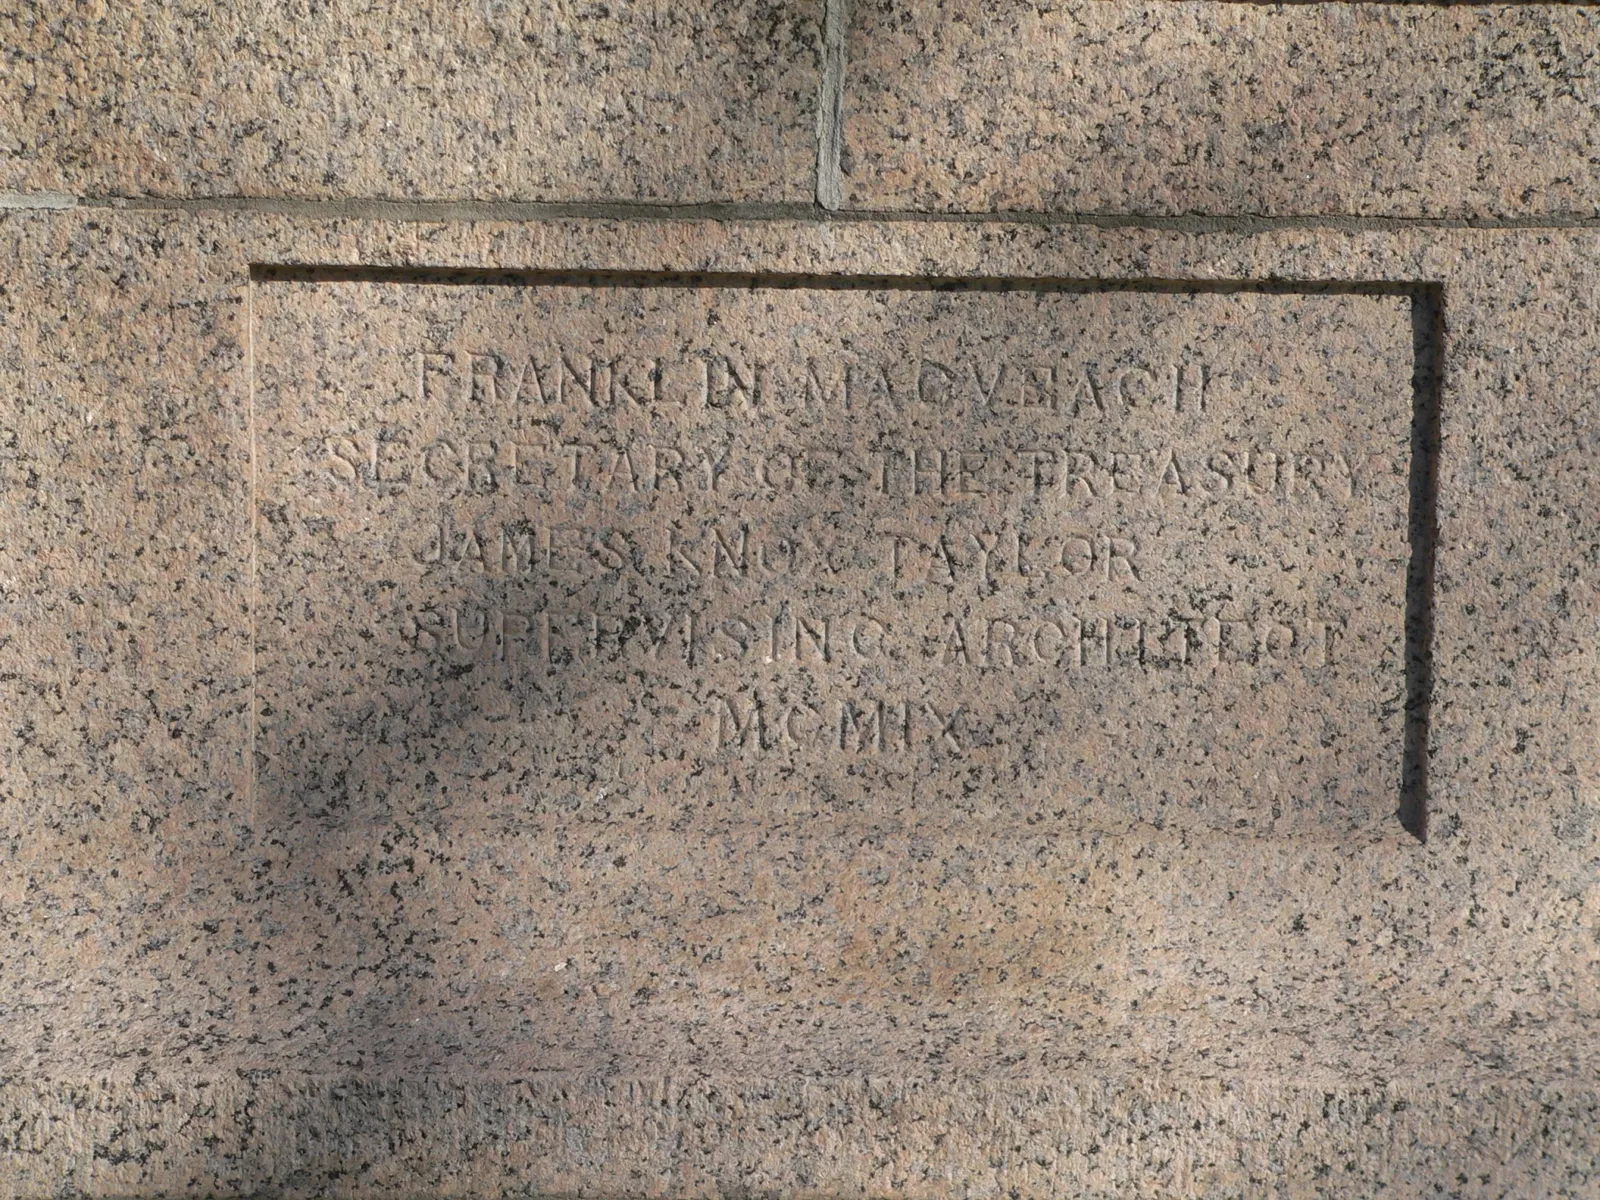 FRANKLIN MACVEAGH
SECRETARY OF THE TREASURY
JAMES KNOX TAYLOR
SUPERVISING ARCHITECT
MCMIX